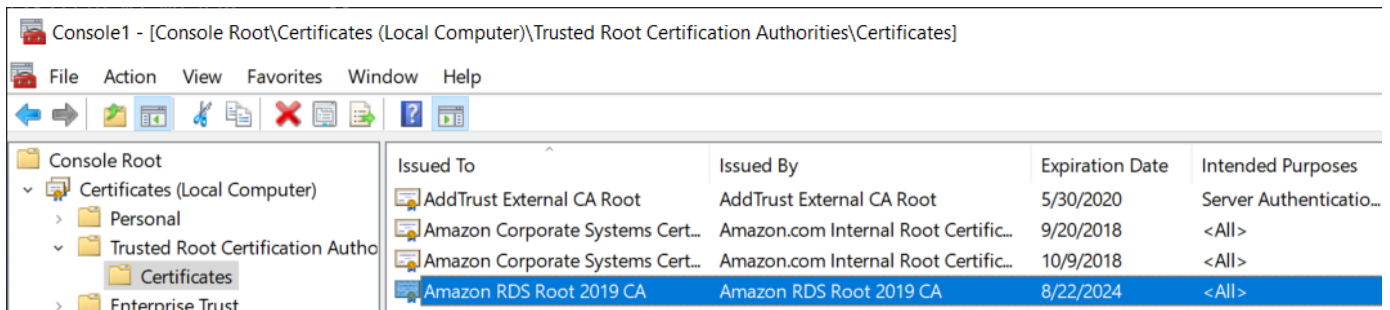 Console1 - [Console Root\Certificates (Local Computer)\Trusted Root Certification Authorities\Certificates]
File Action View Favorites Window Help
Console Root
Certificates (Local Computer)
Personal
Trusted Root Certification Autho
Certificates
Enterprise Trust
Issued To Issued By Expiration Date Intended Purposes
AddTrust External CA Root AddTrust External CA Root 5/30/2020 Server Authenticatio...
Amazon Corporate Systems Cert... Amazon.com Internal Root Certific... 9/20/2018 <All>
Amazon Corporate Systems Cert... Amazon.com Internal Root Certific... 10/9/2018 <All>
Amazon RDS Root 2019 CA Amazon RDS Root 2019 CA 8/22/2024 <All>